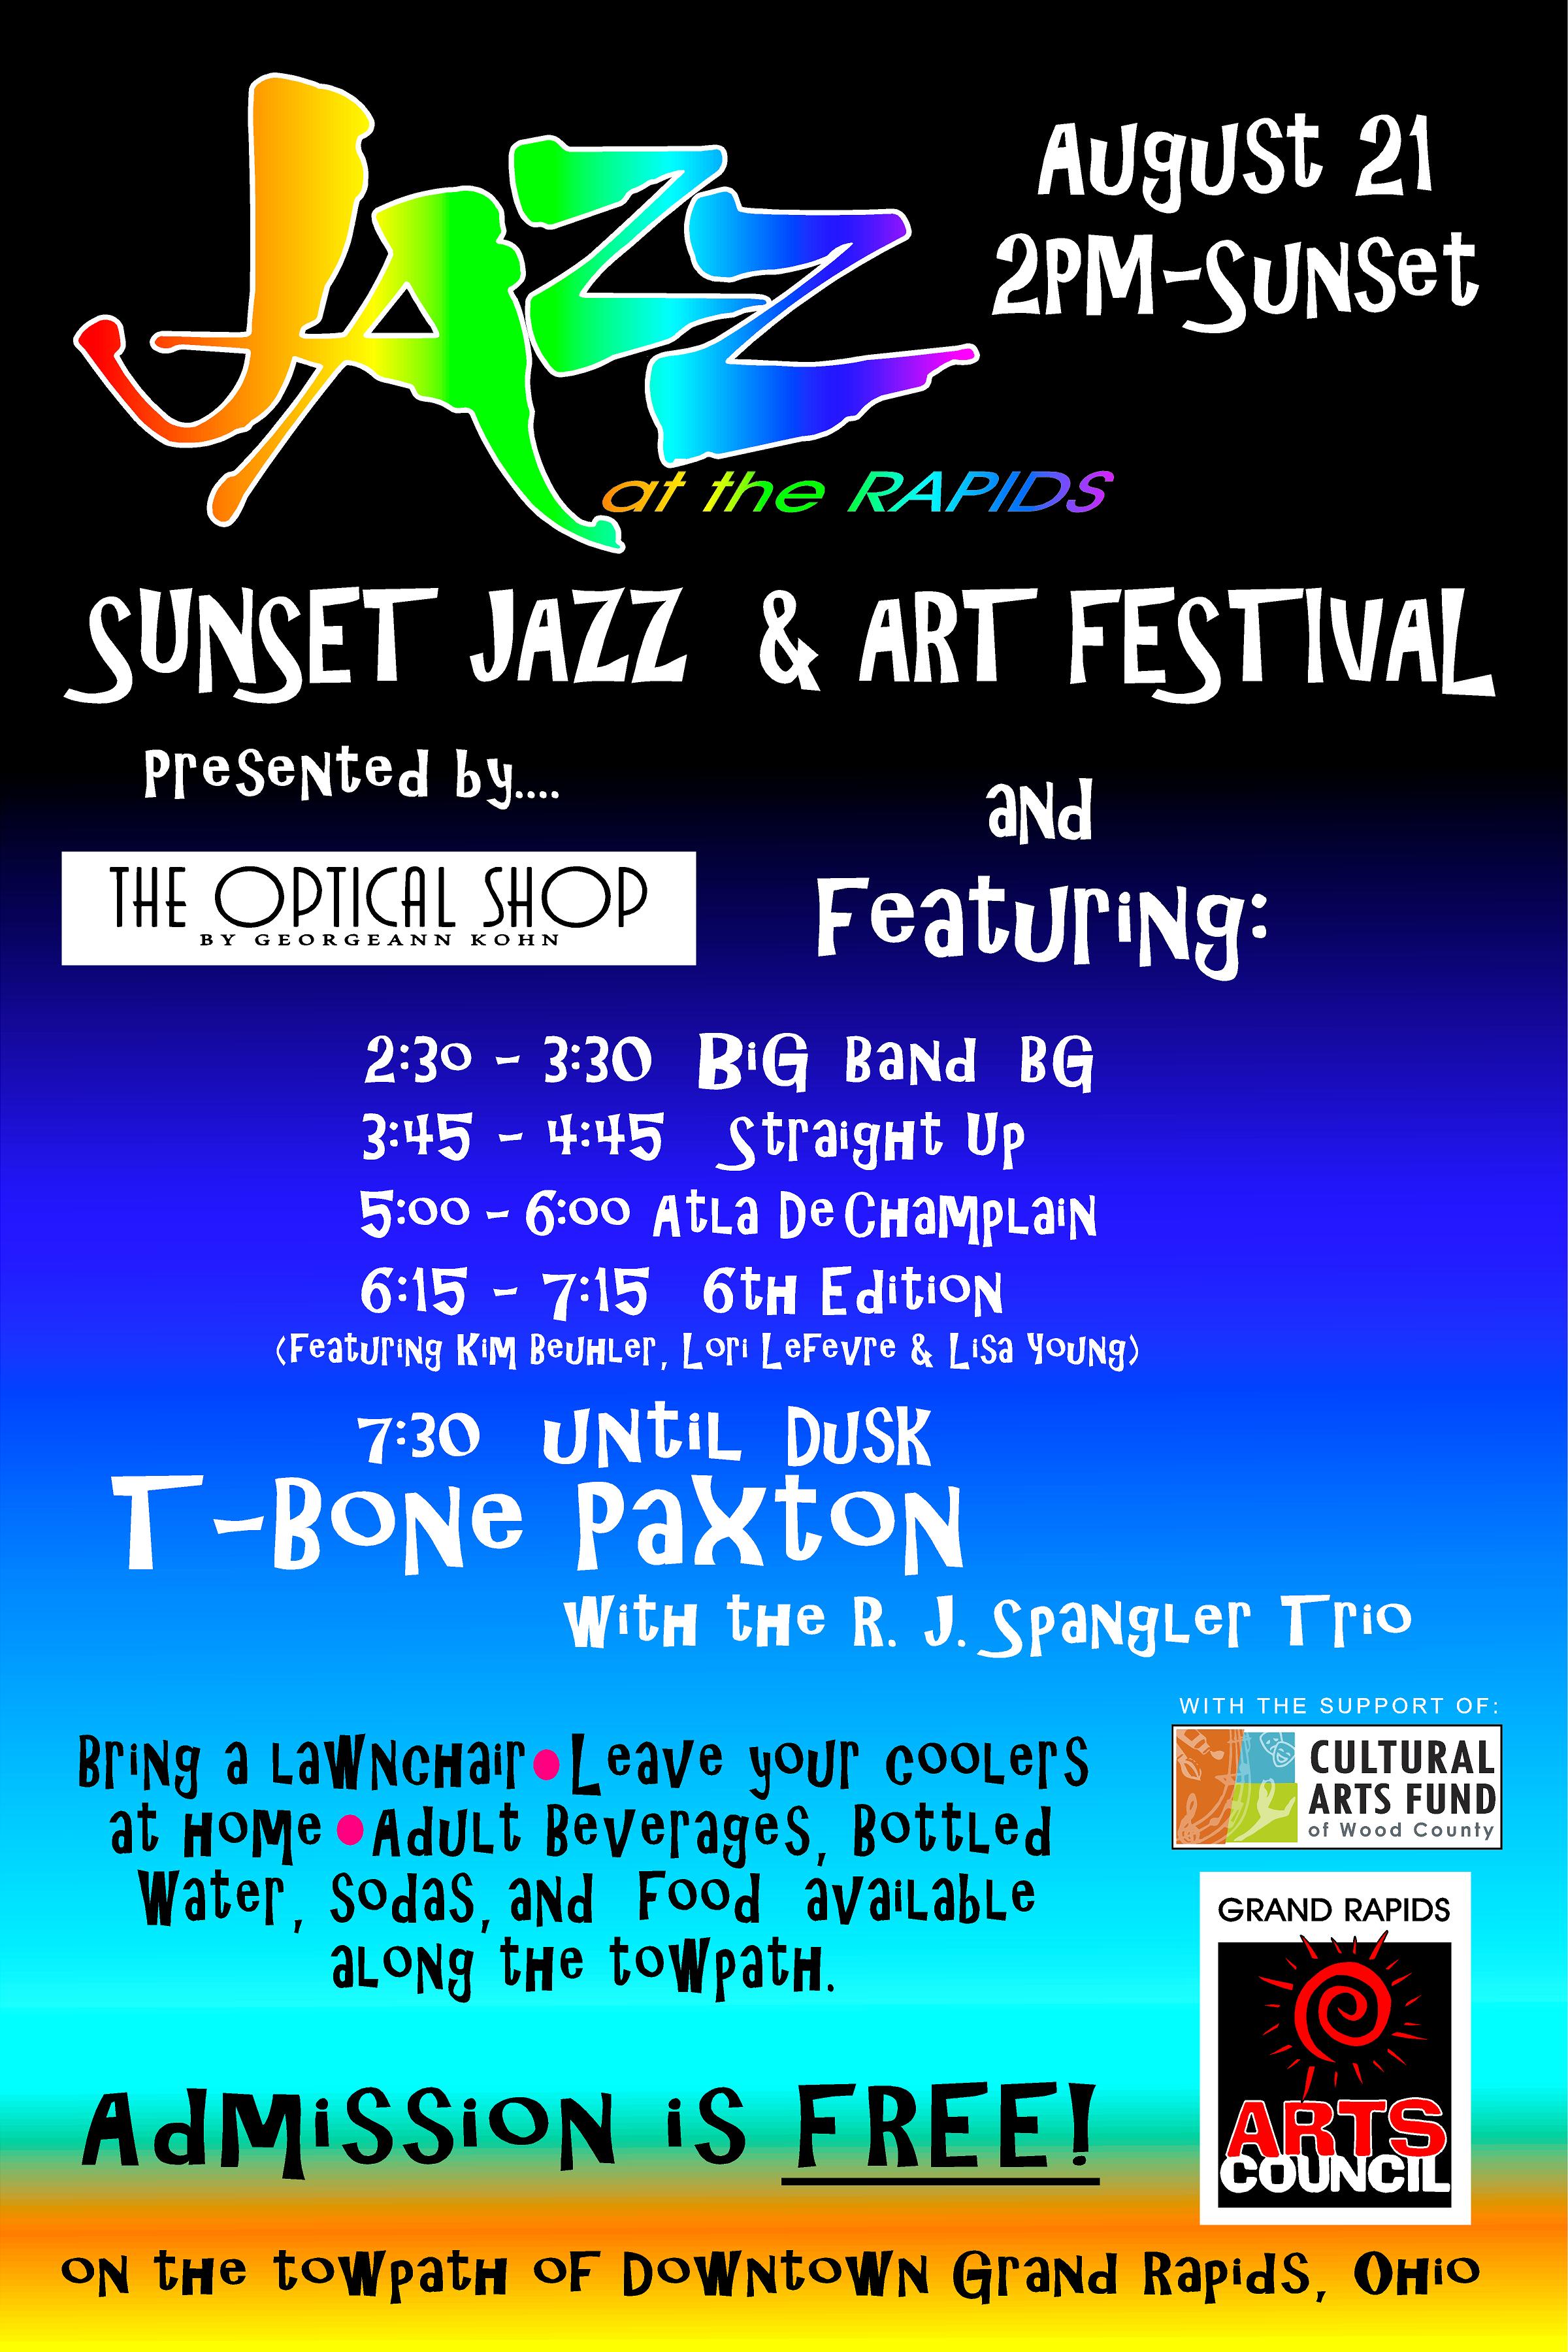 JAZZ
at the RAPIDS
August 21
2PM-Sunset
SUNSET JAZZ & ART FESTIVAL
Presented by....
THE OPTICAL SHOP
BY GEORGEANN KOHN
and
Featuring:
2:30 - 3:30 BiG Band BG
3:45 - 4:45 Straight Up
5:00 - 6:00 Atla DeChamplain
6:15 - 7:15 6th Edition
(Featuring Kim Beuhler, Lori LeFevre & Lisa Young)
7:30 until DUSK
T-Bone Paxton
With the R. J. Spangler Trio
WITH THE SUPPORT OF:
CULTURAL
ARTS FUND
of Wood County
Bring a lawnchair•Leave your coolers
at home•Adult Beverages, Bottled
Water, sodas, and Food available
along the towpath.
GRAND RAPIDS
ARTS
COUNCIL
Admission is FREE!
on the towpath of Downtown Grand Rapids, Ohio